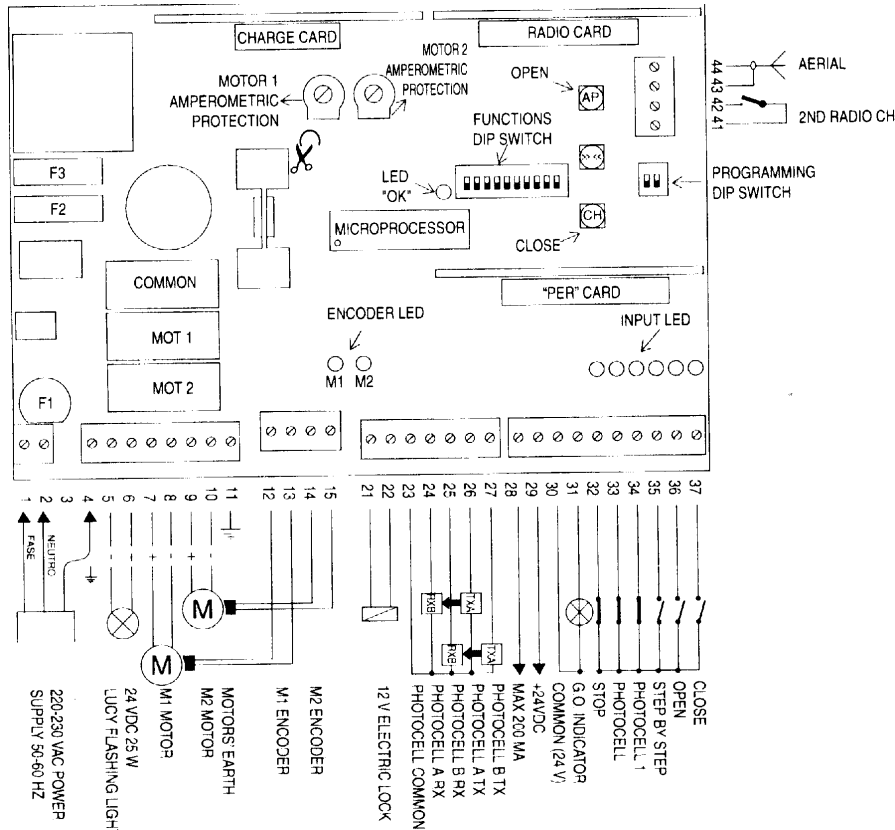 CHARGE CARD
RADIO CARD
MOTOR 2
AMPEROMETRIC
PROTECTION
MOTOR 1
AMPEROMETRIC
PROTECTION
OPEN
AP
FUNCTIONS
DIP SWITCH
44
43
42
41
AERIAL
2ND RADIO CH
PROGRAMMING
DIP SWITCH
F3
F2
LED
"OK"
>> <<
CH
MICROPROCESSOR
CLOSE
COMMON
"PER" CARD
MOT 1
ENCODER LED
INPUT LED
MOT 2
M1 M2
F1
1 2 3 4 5 6 7 8 9 10 11 12 13 14 15 21 22 23 24 25 26 27 28 29 30 31 32 33 34 35 36 37
FASE
NEUTRO
- - + - + -
M
M
RXB
TXA
RXB
TXA
220-230 VAC POWER
SUPPLY 50-60 HZ
24 VDC 25 W
LUCY FLASHING LIGH
M1 MOTOR
M2 MOTOR
MOTORS' EARTH
M1 ENCODER
M2 ENCODER
12 V ELECTRIC LOCK
PHOTOCELL COMMON
PHOTOCELL A RX
PHOTOCELL B RX
PHOTOCELL A TX
PHOTOCELL B TX
MAX 200 MA
+24VDC
COMMON (24 V)
G.O INDICATOR
STOP
PHOTOCELL
PHOTOCELL 1
STEP BY STEP
OPEN
CLOSE